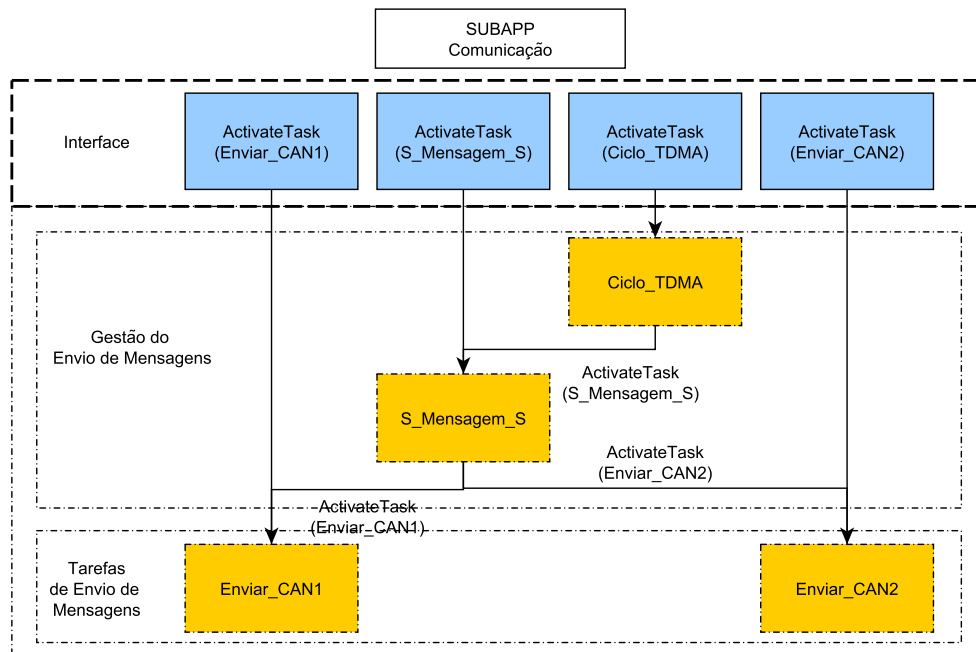 SUBAPP
Comunicação
Interface
ActivateTask
(Enviar_CAN1)
ActivateTask
(S_Mensagem_S)
ActivateTask
(Ciclo_TDMA)
ActivateTask
(Enviar_CAN2)
Ciclo_TDMA
Gestão do
Envio de Mensagens
ActivateTask
(S_Mensagem_S)
S_Mensagem_S
ActivateTask
(Enviar_CAN2)
ActivateTask
(Enviar_CAN1)
Tarefas
de Envio de
Mensagens
Enviar_CAN1
Enviar_CAN2